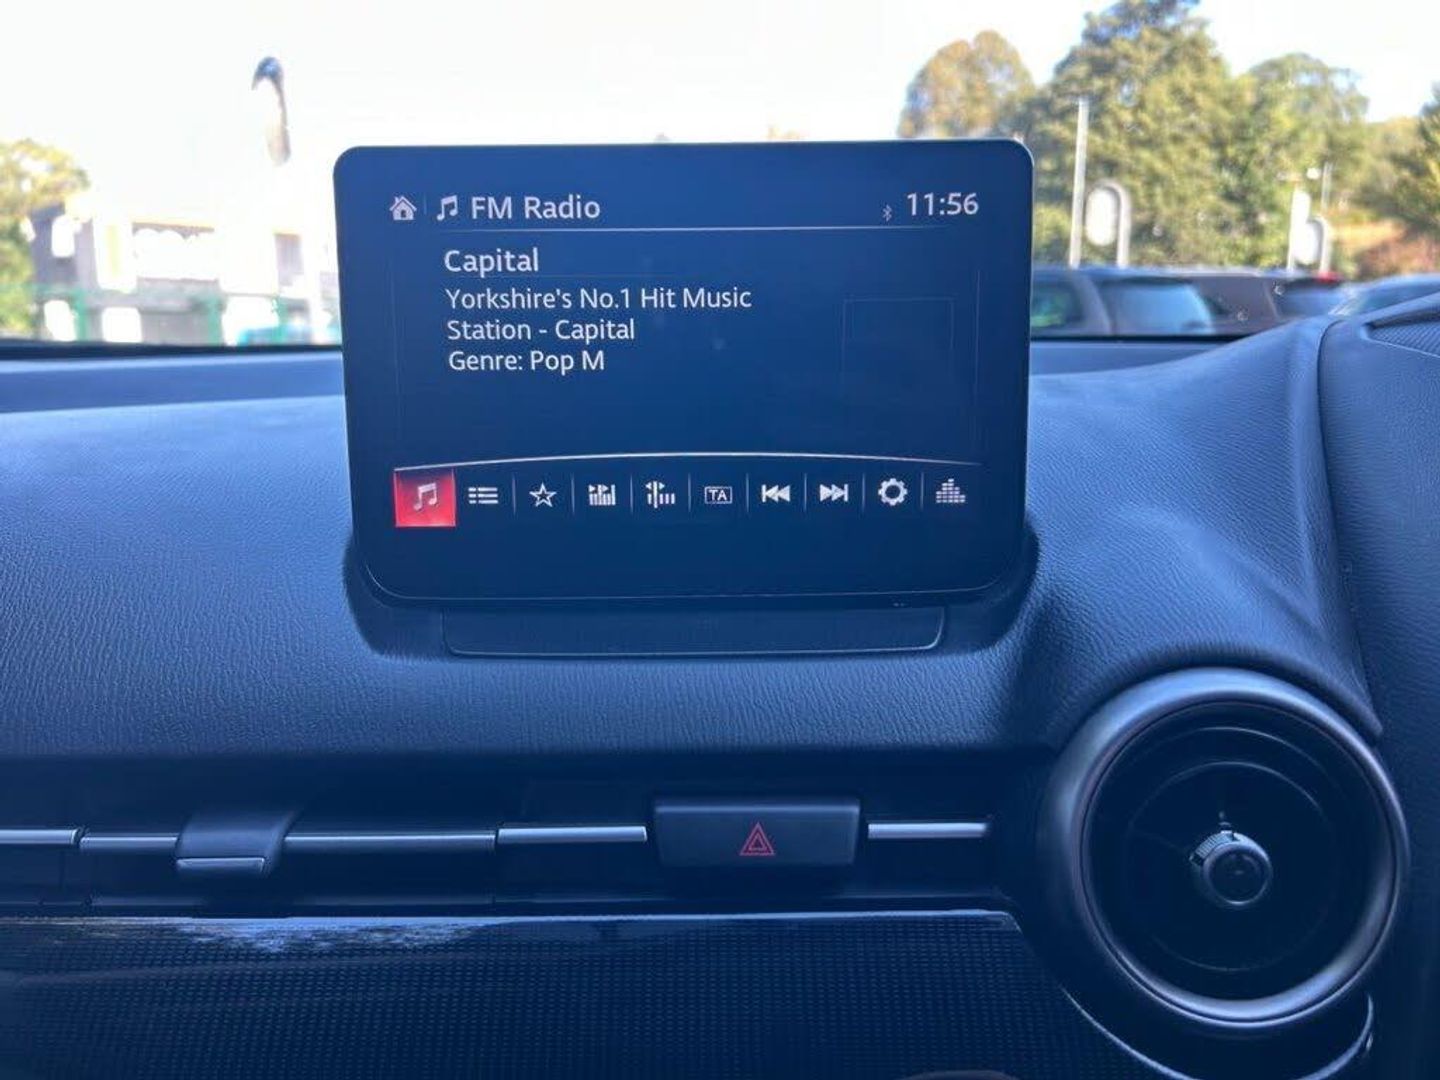 FM Radio
11:56
Capital
Yorkshire's No.1 Hit Music
Station - Capital
Genre: Pop M
TA